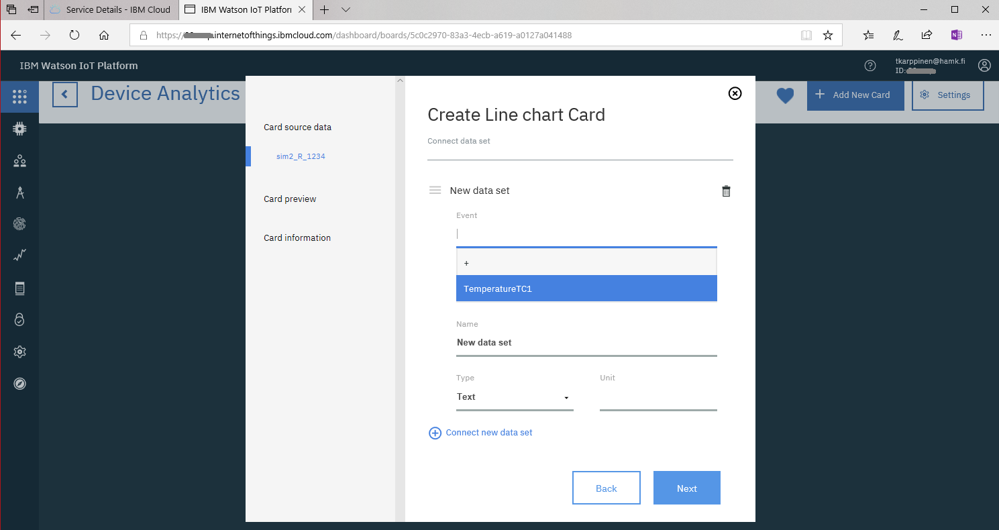 Service Details - IBM Cloud
IBM Watson IoT Platforr
https://
.internetofthings.ibmcloud.com/dashboard/boards/5c0c2970-83a3-4ecb-a619-a0127a041488
IBM Watson IoT Platform
tkarppinen@hamk.fi
ID:
Device Analytics
Add New Card
Settings
Card source data
sim2_R_1234
Card preview
Card information
Create Line chart Card
Connect data set
New data set
Event
+
TemperatureTC1
Name
New data set
Type
Unit
Text
Connect new data set
Back
Next